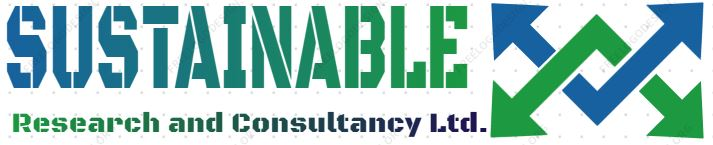 SUSTAINABLE
Research and Consultancy Ltd.